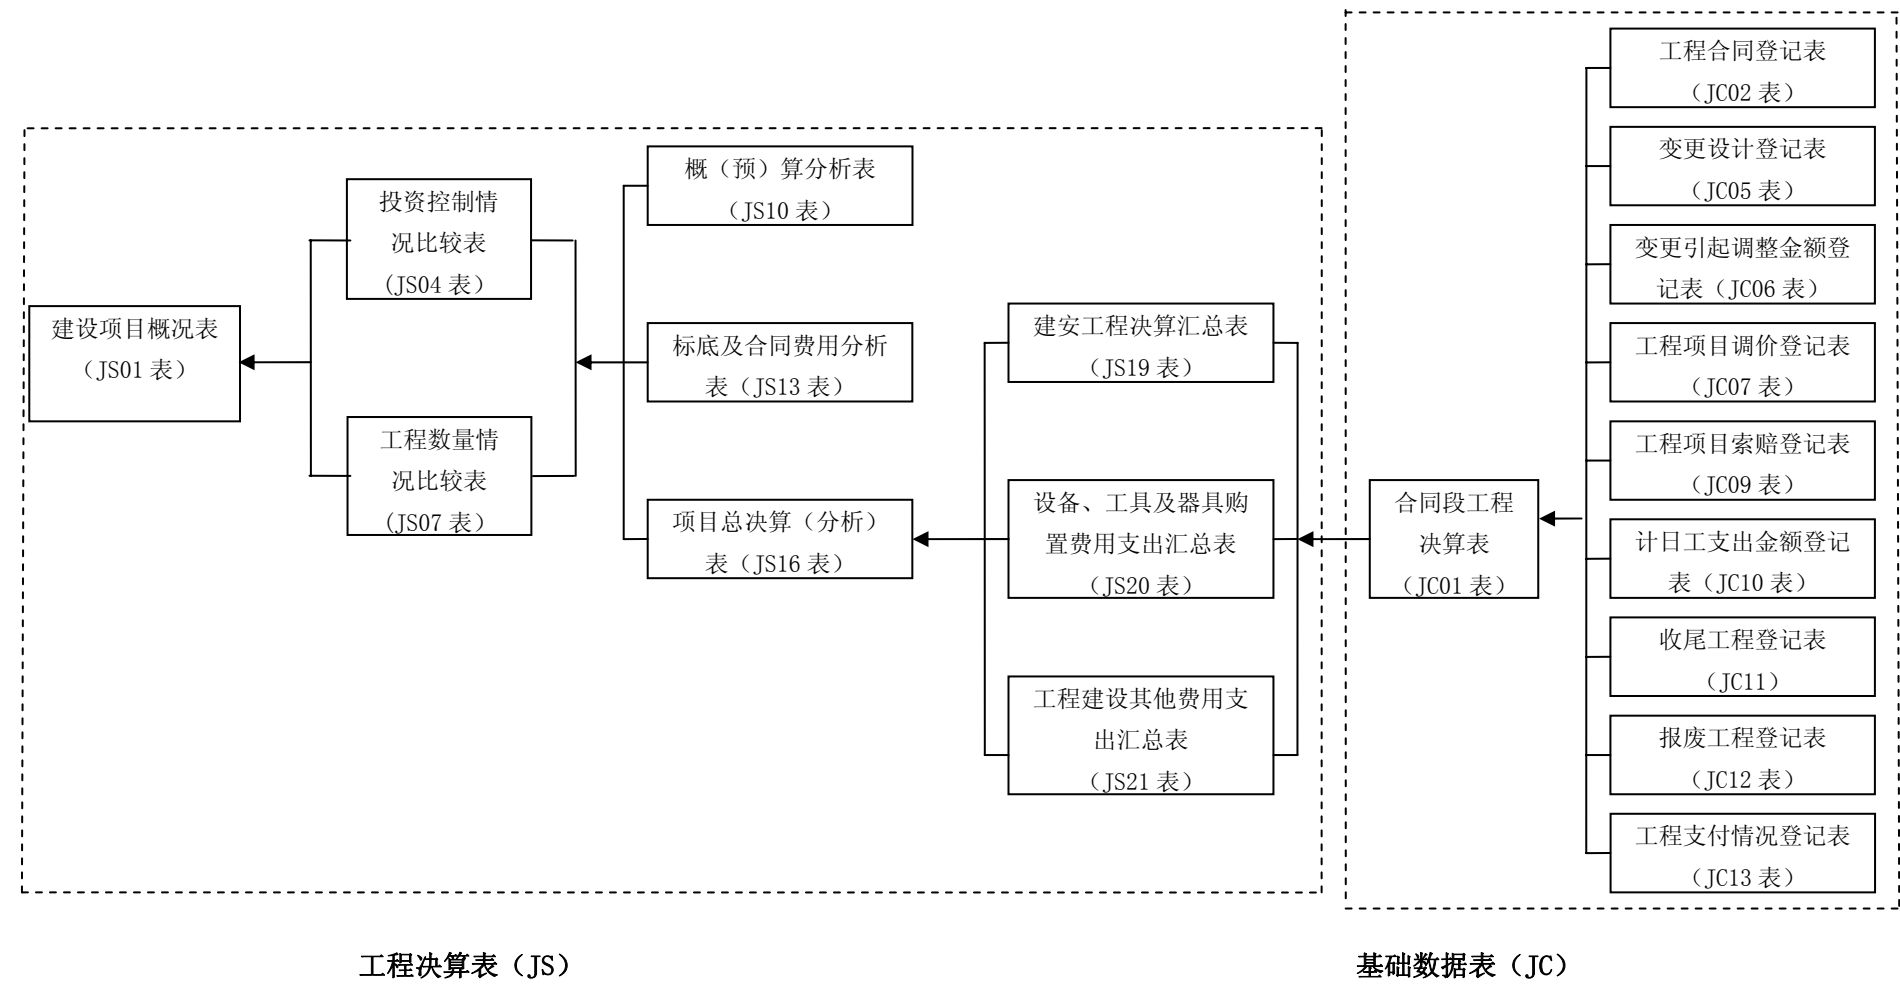 建设项目概况表
（JS01 表）
投资控制情
况比较表
（JS04 表）
工程数量情
况比较表
（JS07 表）
概（预）算分析表
（JS10 表）
标底及合同费用分析
表（JS13 表）
项目总决算（分析）
表（JS16 表）
建安工程决算汇总表
（JS19 表）
设备、工具及器具购
置费用支出汇总表
（JS20 表）
工程建设其他费用支
出汇总表
（JS21 表）
合同段工程
决算表
（JC01 表）
工程合同登记表
（JC02 表）
变更设计登记表
（JC05 表）
变更引起调整金额登
记表（JC06 表）
工程项目调价登记表
（JC07 表）
工程项目索赔登记表
（JC09 表）
计日工支出金额登记
表（JC10 表）
收尾工程登记表
（JC11）
报废工程登记表
（JC12 表）
工程支付情况登记表
（JC13 表）
工程决算表（JS）
基础数据表（JC）